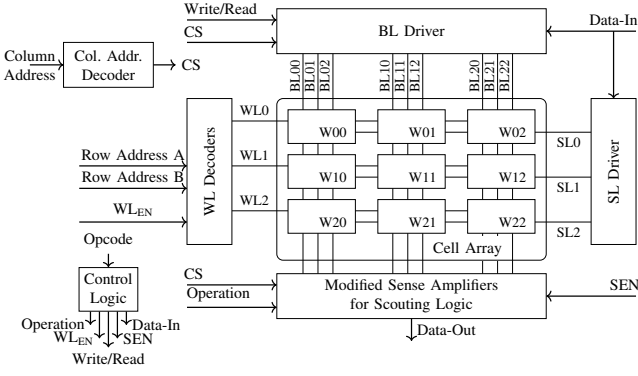 Write/Read
CS
BL Driver
Data-In
Column
Address
Col. Addr.
Decoder
CS
BL00
BL01
BL02
BL10
BL11
BL12
BL20
BL21
BL22
WL Decoders
WL0
W00
W01
W02
SL0
SL Driver
Row Address A
WL1
W10
W11
W12
SL1
Row Address B
WL2
W20
W21
W22
SL2
WLEN
Cell Array
Opcode
Control
Logic
CS
Operation
Modified Sense Amplifiers
for Scouting Logic
SEN
Operation
Data-In
WLEN
SEN
Write/Read
Data-Out